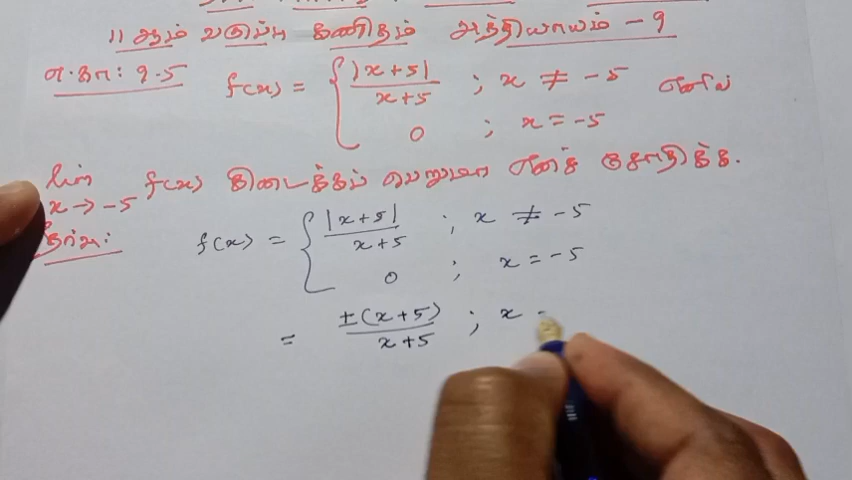 11 ஆம் வகுப்பு கணிதம் அத்தியாயம் - 9
எ.கா: 9.5 f(x) = { |x+5| / x+5 ; x ≠ -5 எனில்
0 ; x = -5
lim x → -5 f(x) கிடைக்கப் பெறுமா எனச் சோதிக்க.
தீர்வு:
f(x) = { |x+5| / x+5 ; x ≠ -5
0 ; x = -5
= ±(x+5) / x+5 ; x